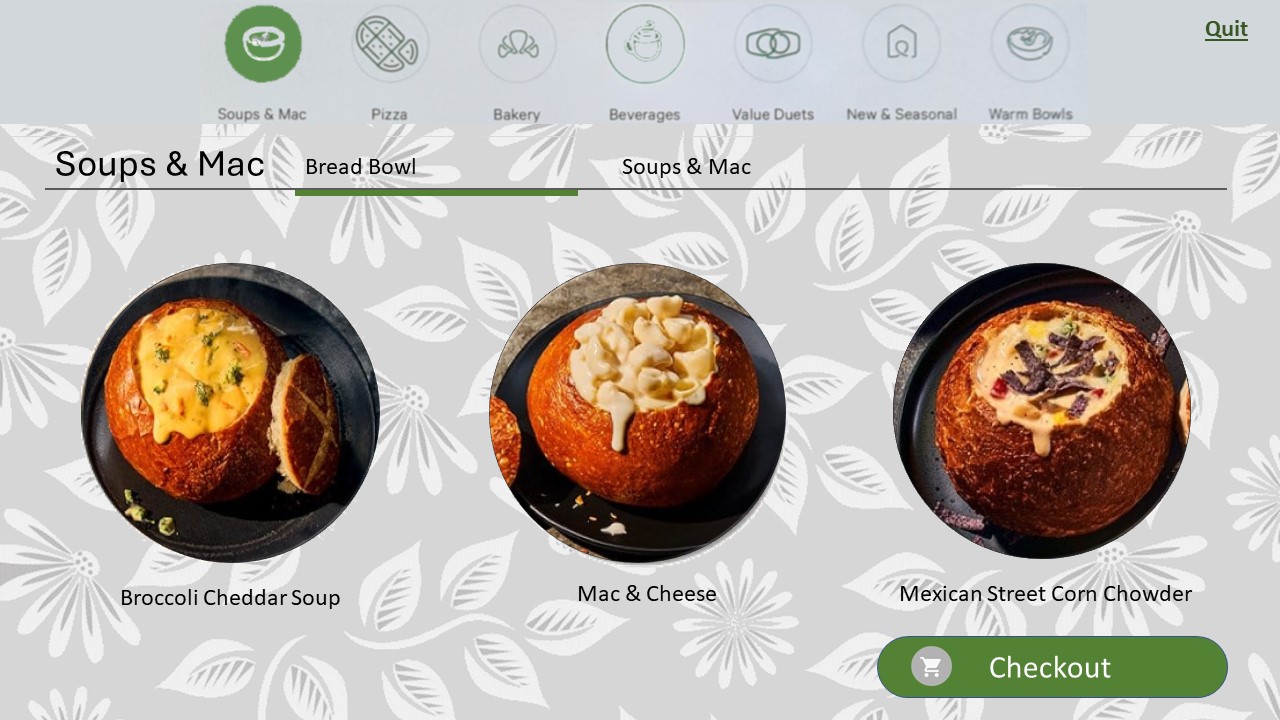 Quit
Soups & Mac
Pizza
Bakery
Beverages
Value Duets
New & Seasonal
Warm Bowls
Soups & Mac
Bread Bowl
Soups & Mac
Broccoli Cheddar Soup
Mac & Cheese
Mexican Street Corn Chowder
Checkout